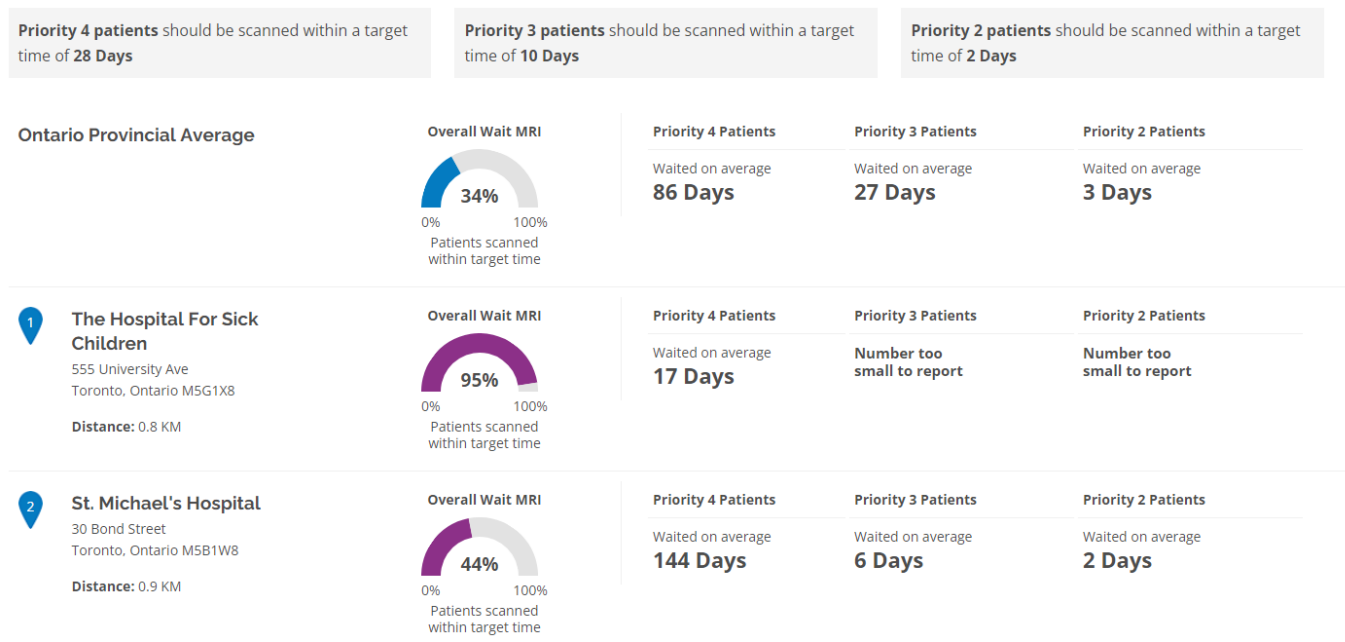 Priority 4 patients should be scanned within a target
time of 28 Days
Priority 3 patients should be scanned within a target
time of 10 Days
Priority 2 patients should be scanned within a target
time of 2 Days
Ontario Provincial Average
Overall Wait MRI
34%
0% 100%
Patients scanned
within target time
Priority 4 Patients
Waited on average
86 Days
Priority 3 Patients
Waited on average
27 Days
Priority 2 Patients
Waited on average
3 Days
1
The Hospital For Sick
Children
555 University Ave
Toronto, Ontario M5G1X8
Distance: 0.8 KM
Overall Wait MRI
95%
0% 100%
Patients scanned
within target time
Priority 4 Patients
Waited on average
17 Days
Priority 3 Patients
Number too
small to report
Priority 2 Patients
Number too
small to report
2
St. Michael's Hospital
30 Bond Street
Toronto, Ontario M5B1W8
Distance: 0.9 KM
Overall Wait MRI
44%
0% 100%
Patients scanned
within target time
Priority 4 Patients
Waited on average
144 Days
Priority 3 Patients
Waited on average
6 Days
Priority 2 Patients
Waited on average
2 Days